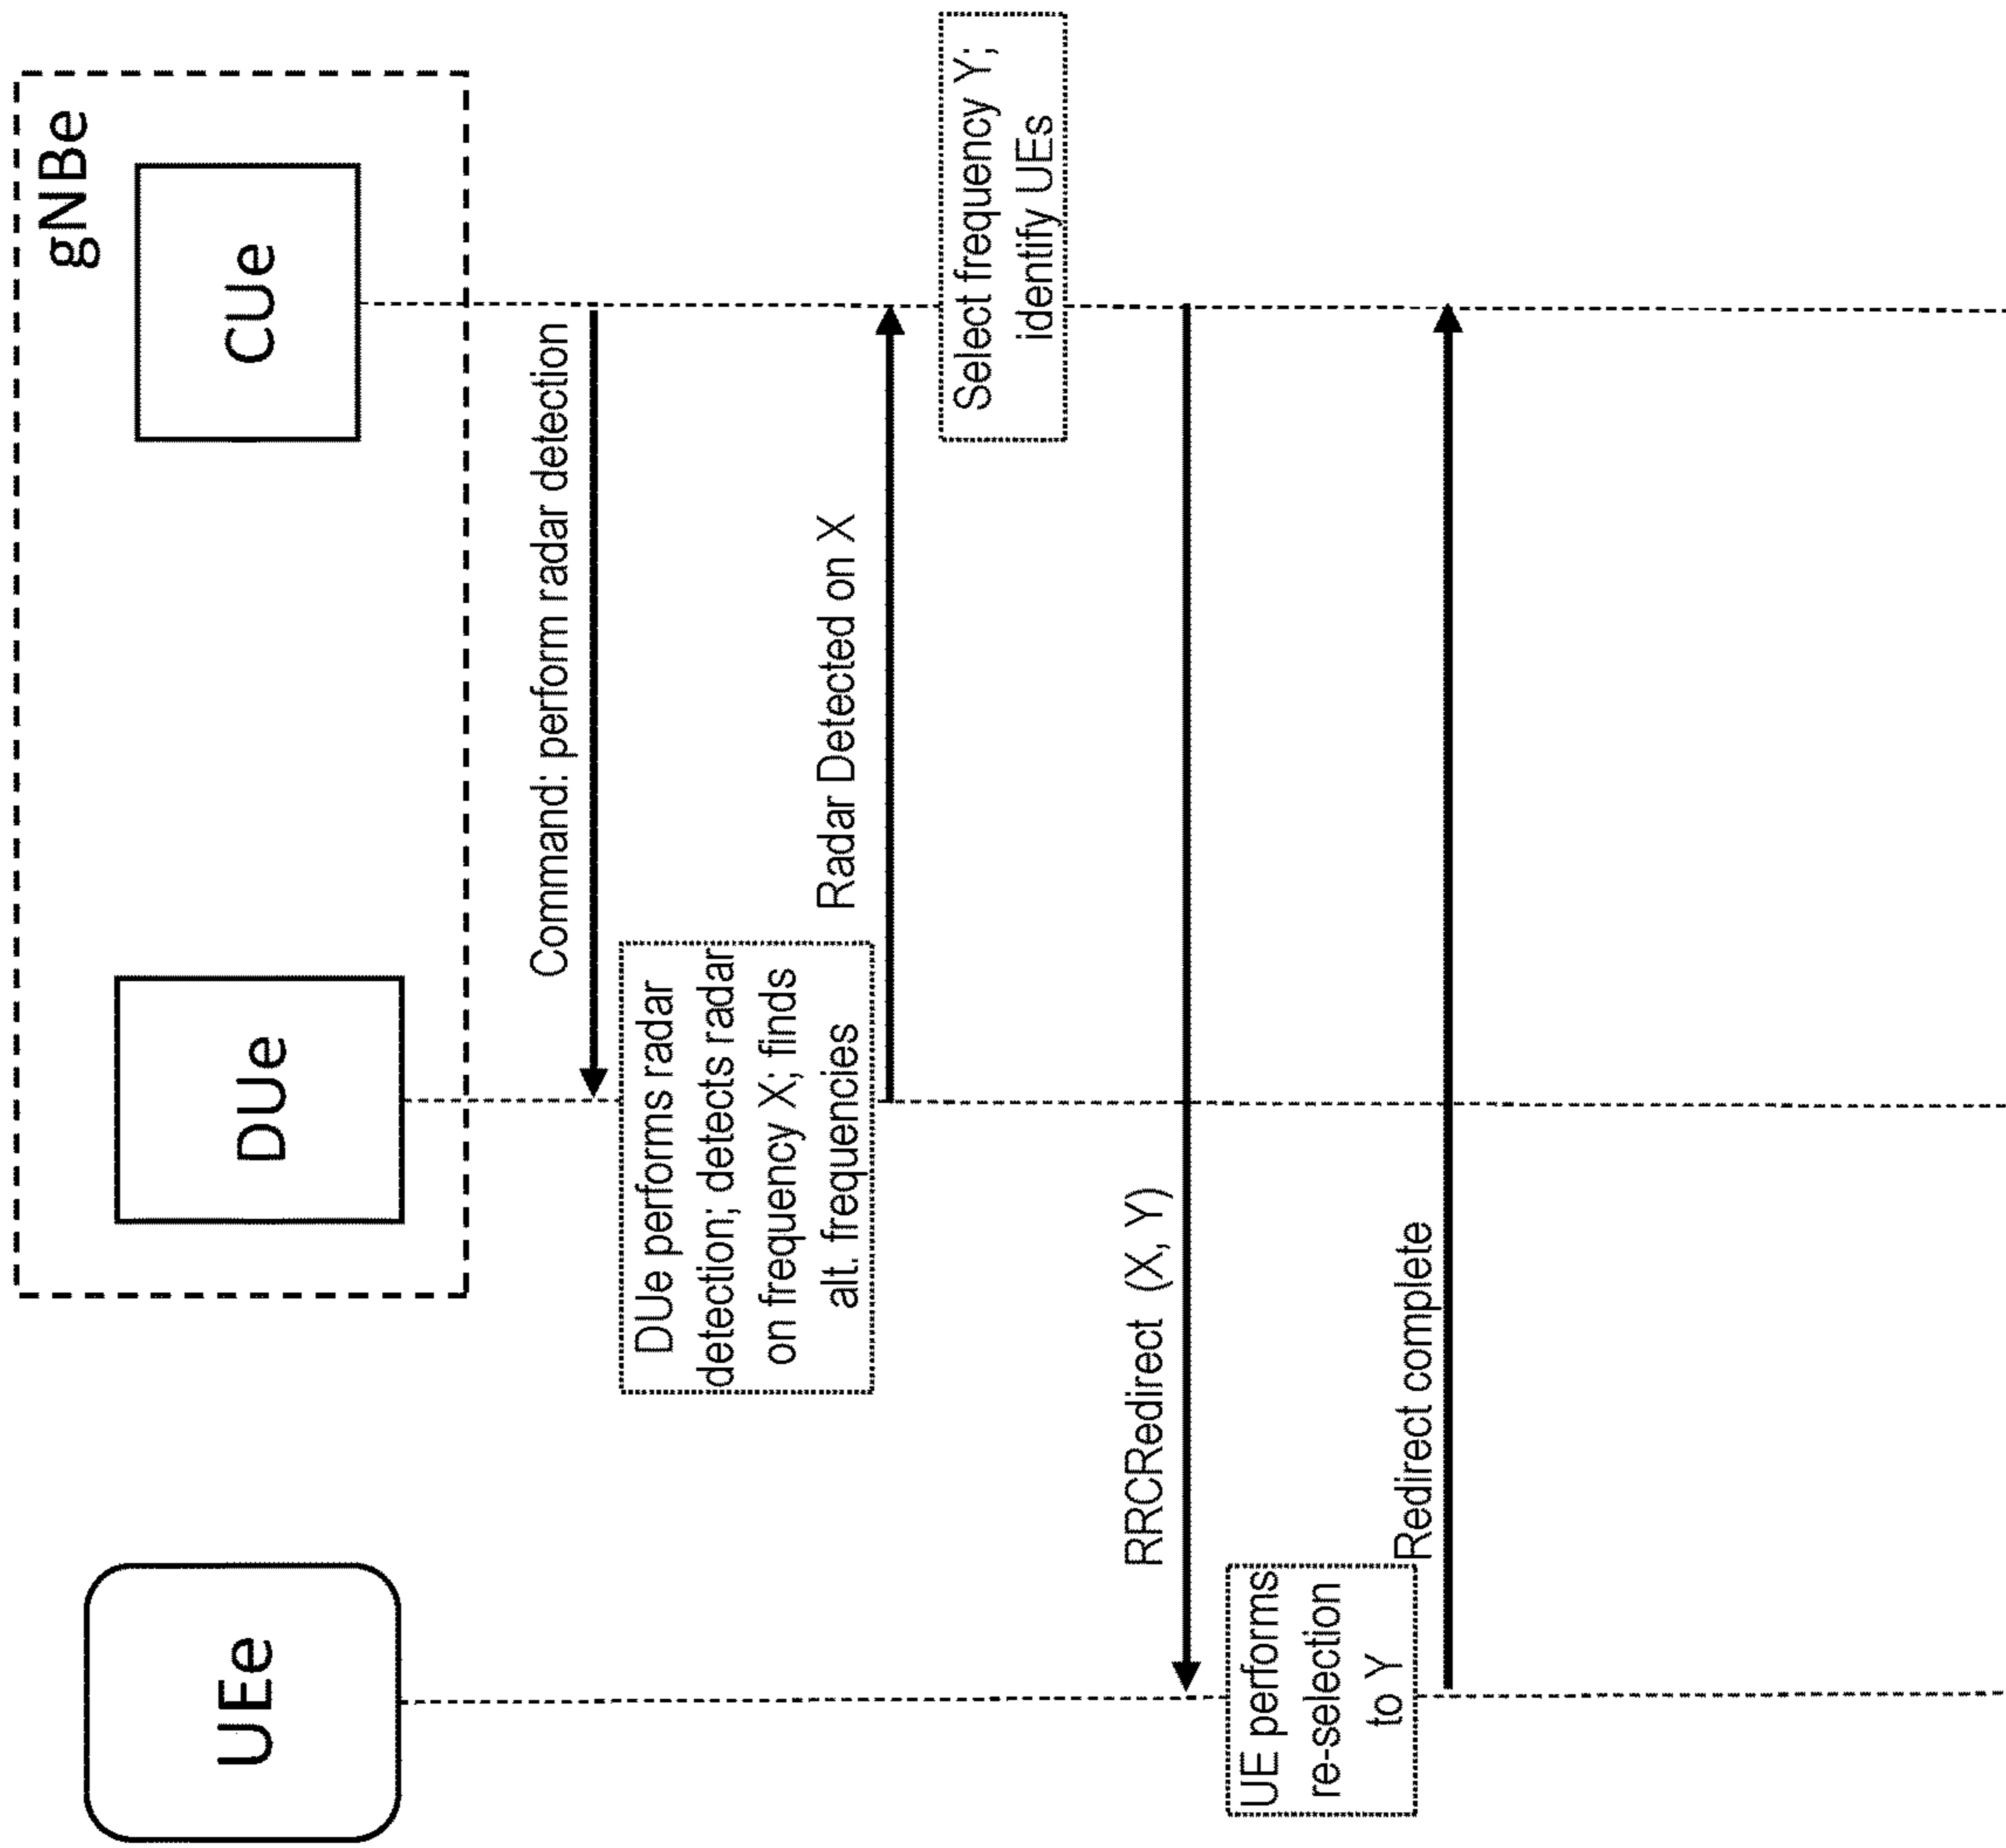 gNBe
UEe
DUe
CUe
Command: perform radar detection
DUe performs radar
detection; detects radar
on frequency X; finds
alt. frequencies
Radar Detected on X
Select frequency Y;
identify UEs
RRCRedirect (X, Y)
UE performs
re-selection
to Y
Redirect complete